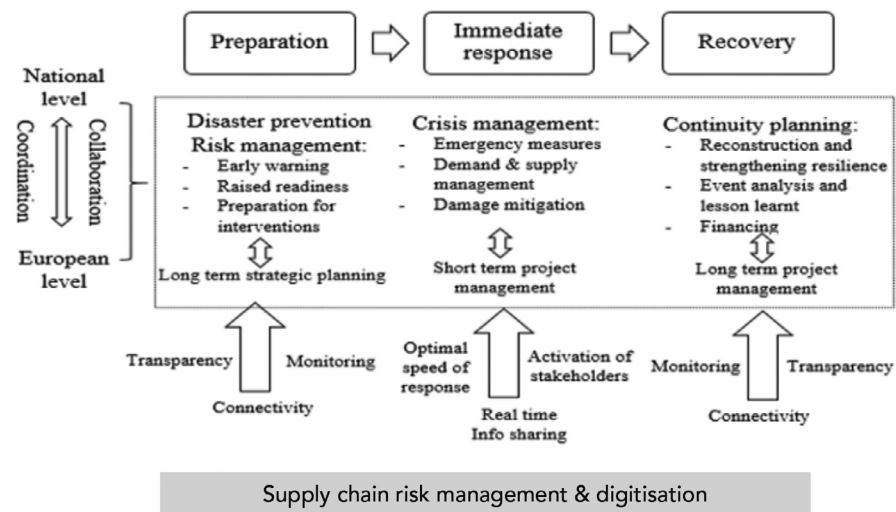 Preparation
Immediate
response
Recovery
National
level
Coordination
Collaboration
European
level
Disaster prevention
Risk management:
- Early warning
- Raised readiness
- Preparation for
interventions
Long term strategic planning
Crisis management:
- Emergency measures
- Demand & supply
management
- Damage mitigation
Short term project
management
Continuity planning:
- Reconstruction and
strengthening resilience
- Event analysis and
lesson learnt
- Financing
Long term project
management
Transparency
Monitoring
Connectivity
Optimal
speed of
response
Activation of
stakeholders
Real time
Info sharing
Monitoring
Transparency
Connectivity
Supply chain risk management & digitisation